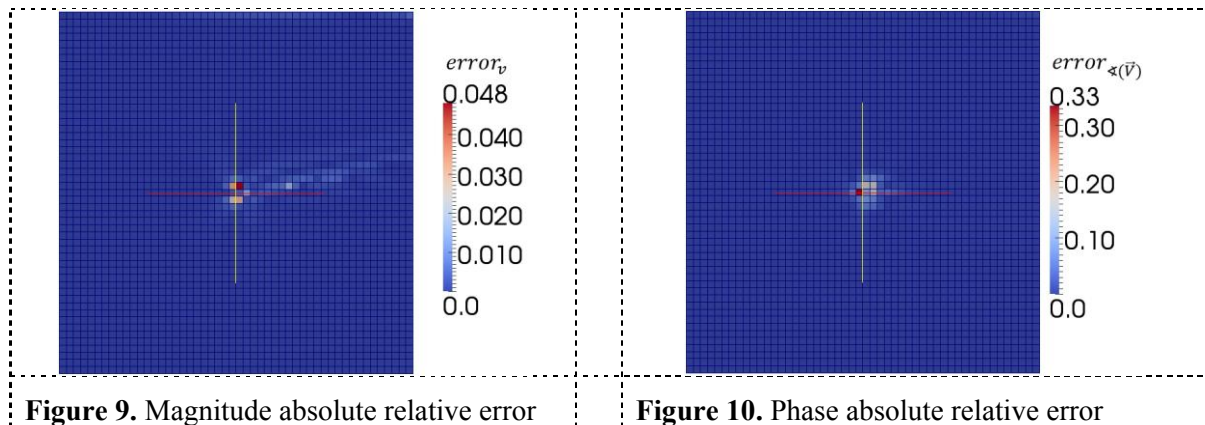 error_v
0.048
0.040
0.030
0.020
0.010
0.0
Figure 9. Magnitude absolute relative error
error_∢(V⃗)
0.33
0.30
0.20
0.10
0.0
Figure 10. Phase absolute relative error